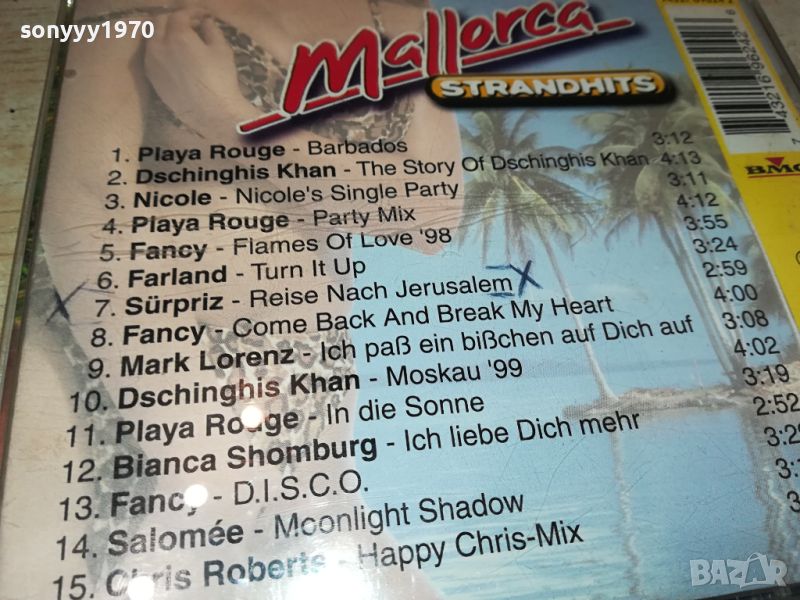 sonyyy1970
Mallorca
STRANDHITS
1. Playa Rouge - Barbados 3:12
2. Dschinghis Khan - The Story Of Dschinghis Khan 4:13
3. Nicole - Nicole's Single Party 3:11
4. Playa Rouge - Party Mix 4:12
5. Fancy - Flames Of Love '98 3:55
6. Farland - Turn It Up 3:24
7. Sürpriz - Reise Nach Jerusalem 2:59
8. Fancy - Come Back And Break My Heart 4:00
9. Mark Lorenz - Ich paß ein bißchen auf Dich auf 3:08
10. Dschinghis Khan - Moskau '99 4:02
11. Playa Rouge - In die Sonne 3:19
12. Bianca Shomburg - Ich liebe Dich mehr 2:52
13. Fancy - D.I.S.C.O.
14. Salomée - Moonlight Shadow
15. Chris Roberts - Happy Chris-Mix
BMG
BAZAR